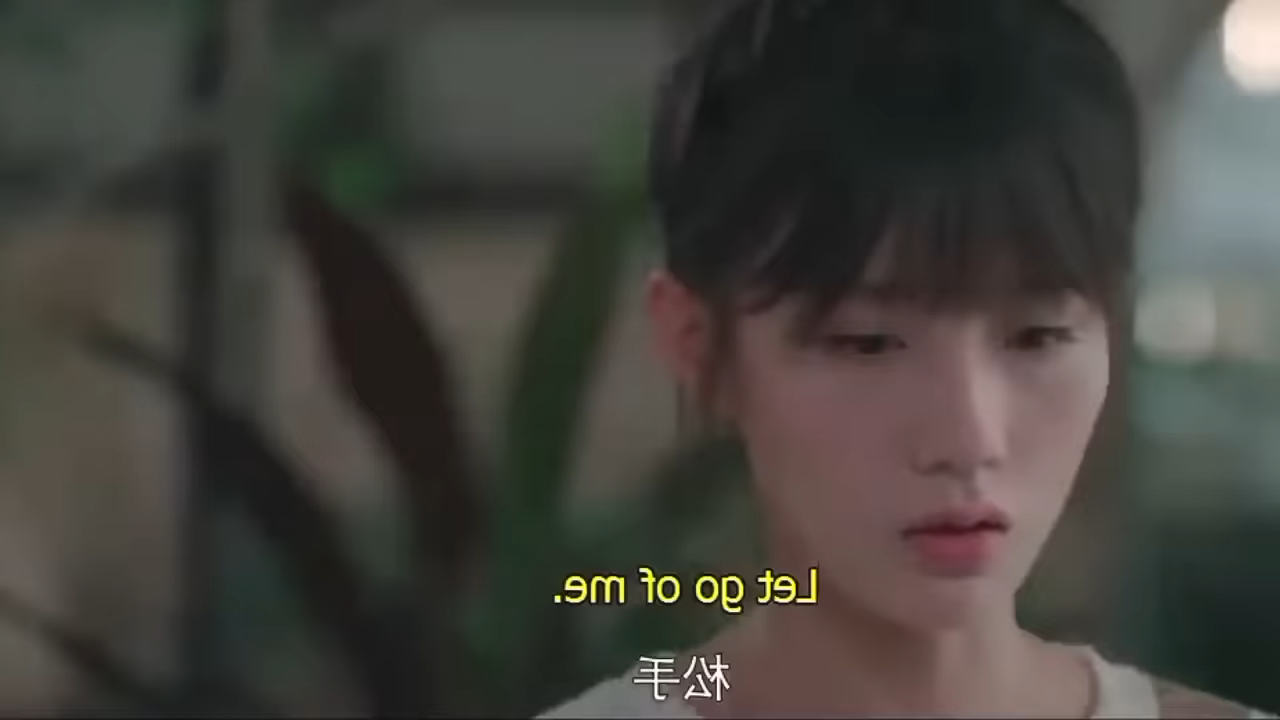 Let go of me.
松手